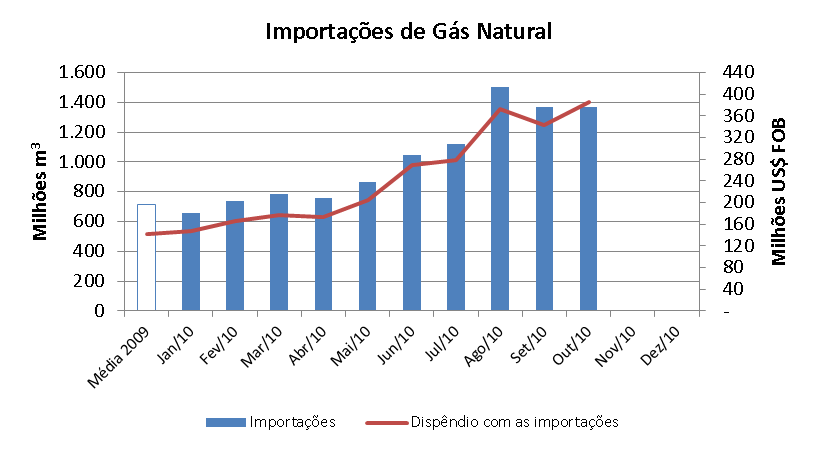 Importações de Gás Natural
Milhões m³
1.600
1.400
1.200
1.000
800
600
400
200
0
440
400
360
320
280
240
200
160
120
80
40
-
Milhões US$ FOB
Média 2009
Jan/10
Fev/10
Mar/10
Abr/10
Mai/10
Jun/10
Jul/10
Ago/10
Set/10
Out/10
Nov/10
Dez/10
Importações
Dispêndio com as importações